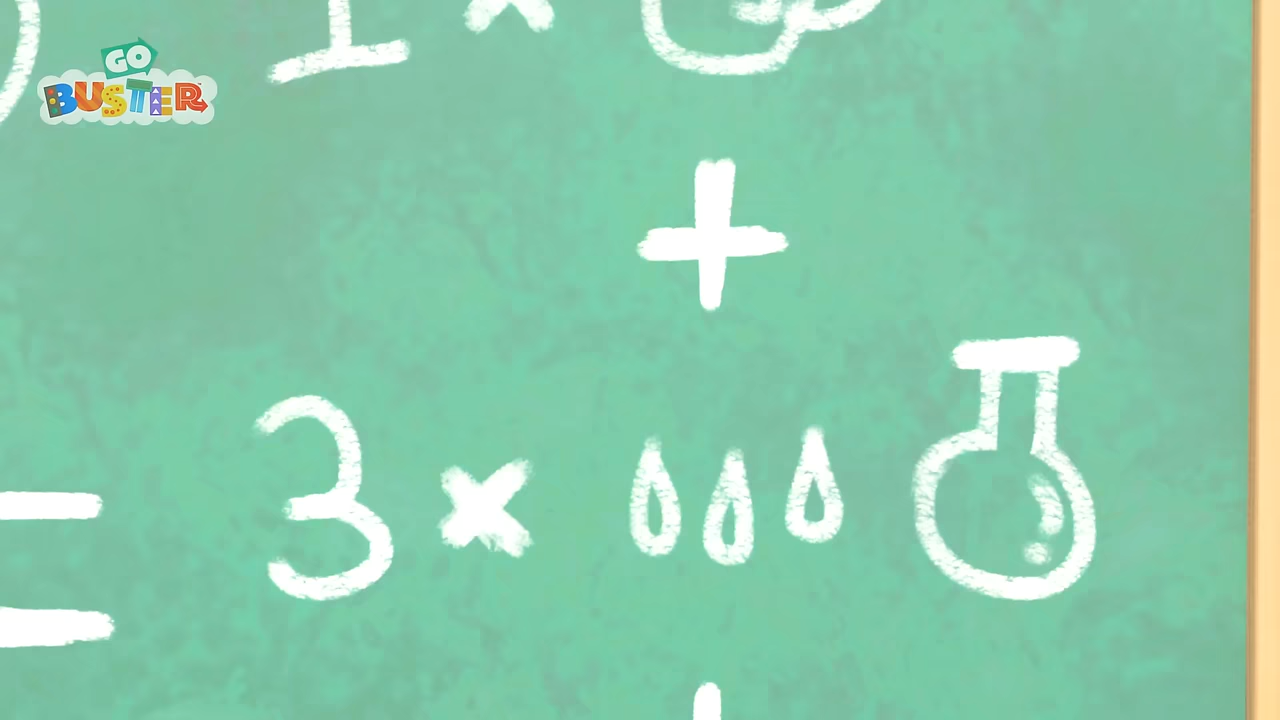 GO
BUSTER
1 ×
+
= 3 ×